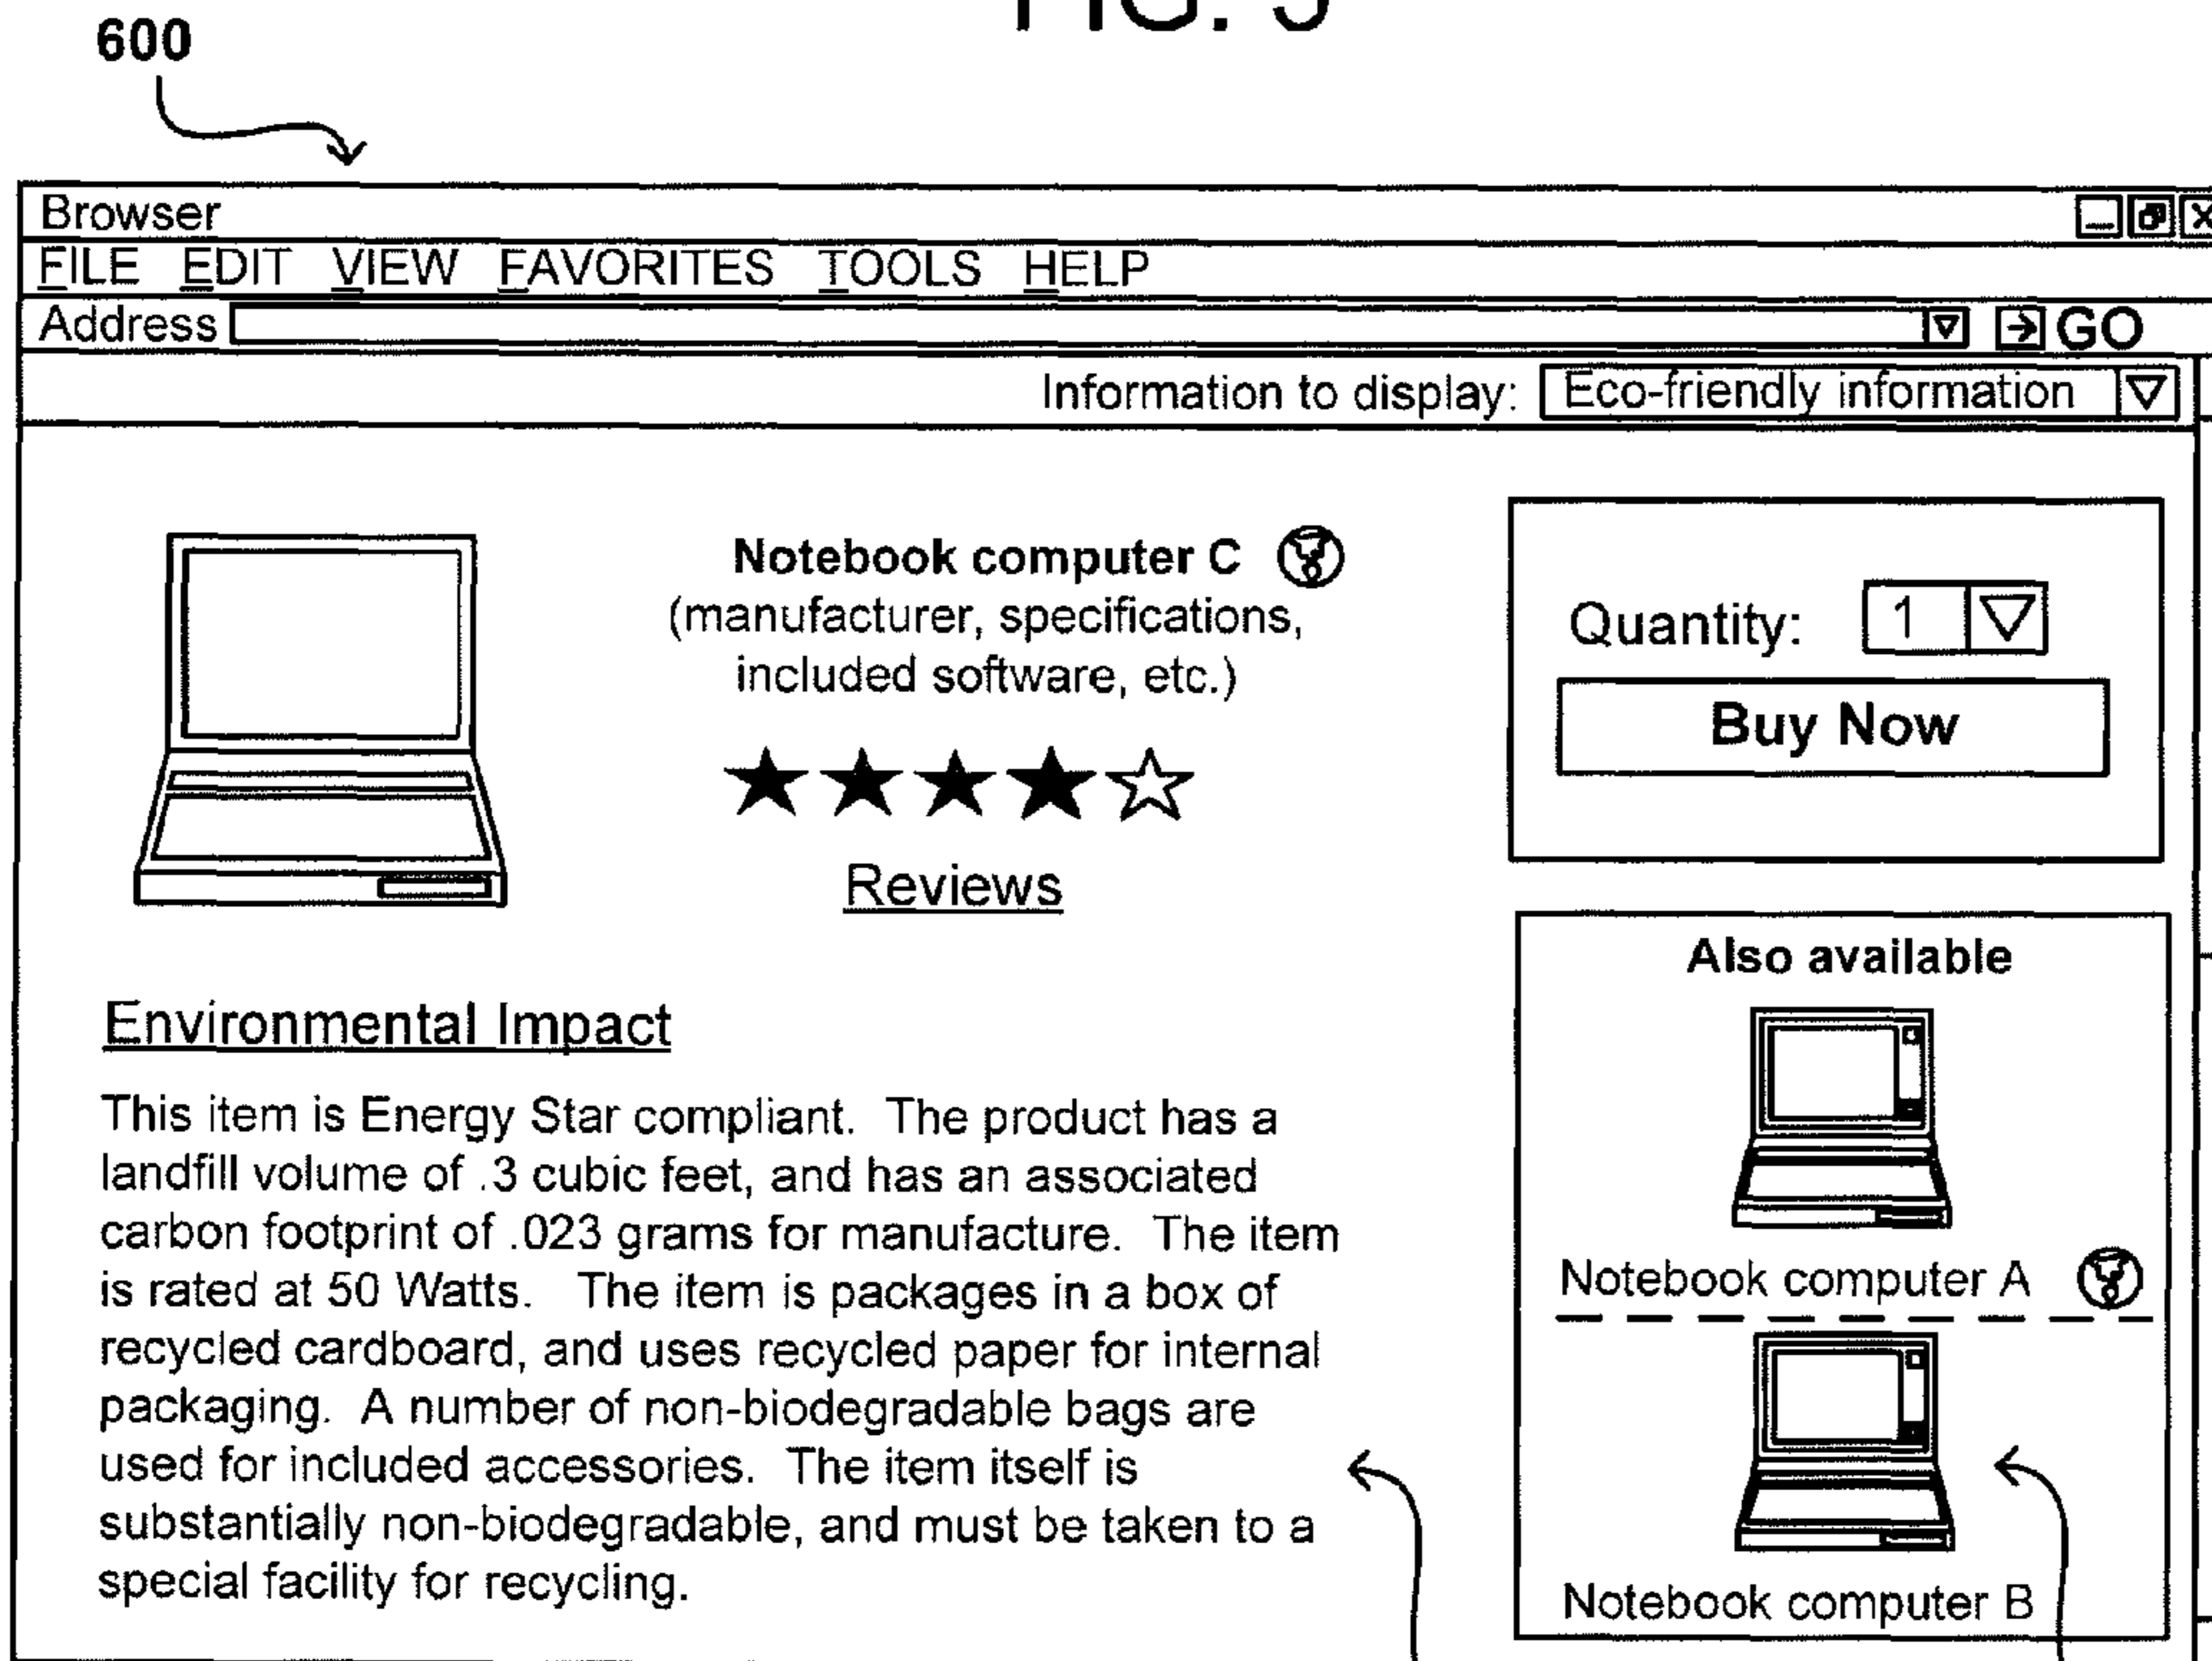 FIG. 5
600
Browser
FILE EDIT VIEW FAVORITES TOOLS HELP
Address
GO
Information to display: Eco-friendly information
Notebook computer C
(manufacturer, specifications,
included software, etc.)
Reviews
Quantity: 1
Buy Now
Also available
Notebook computer A
Notebook computer B
Environmental Impact
This item is Energy Star compliant. The product has a
landfill volume of .3 cubic feet, and has an associated
carbon footprint of .023 grams for manufacture. The item
is rated at 50 Watts. The item is packages in a box of
recycled cardboard, and uses recycled paper for internal
packaging. A number of non-biodegradable bags are
used for included accessories. The item itself is
substantially non-biodegradable, and must be taken to a
special facility for recycling.